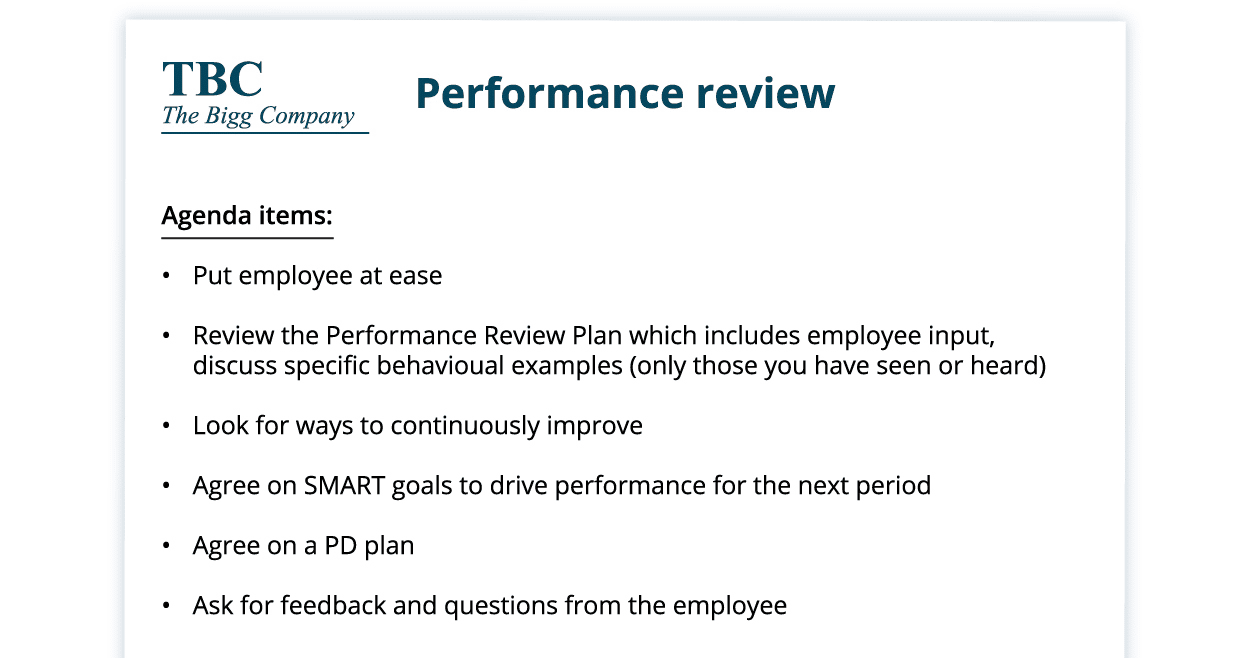 TBC
The Bigg Company
Performance review
Agenda items:
• Put employee at ease
• Review the Performance Review Plan which includes employee input,
discuss specific behavioual examples (only those you have seen or heard)
• Look for ways to continuously improve
• Agree on SMART goals to drive performance for the next period
• Agree on a PD plan
• Ask for feedback and questions from the employee